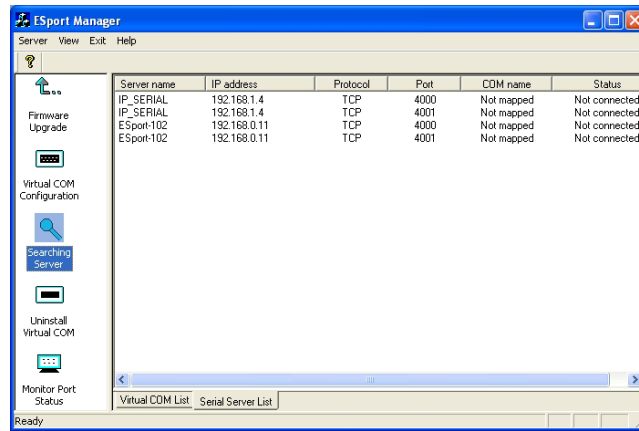 ESport Manager
Server View Exit Help
?
Firmware
Upgrade
Virtual COM
Configuration
Searching
Server
Uninstall
Virtual COM
Monitor Port
Status
Server name IP address Protocol Port COM name Status
IP_SERIAL 192.168.1.4 TCP 4000 Not mapped Not connected
IP_SERIAL 192.168.1.4 TCP 4001 Not mapped Not connected
ESport-102 192.168.0.11 TCP 4000 Not mapped Not connected
ESport-102 192.168.0.11 TCP 4001 Not mapped Not connected
Virtual COM List Serial Server List
Ready